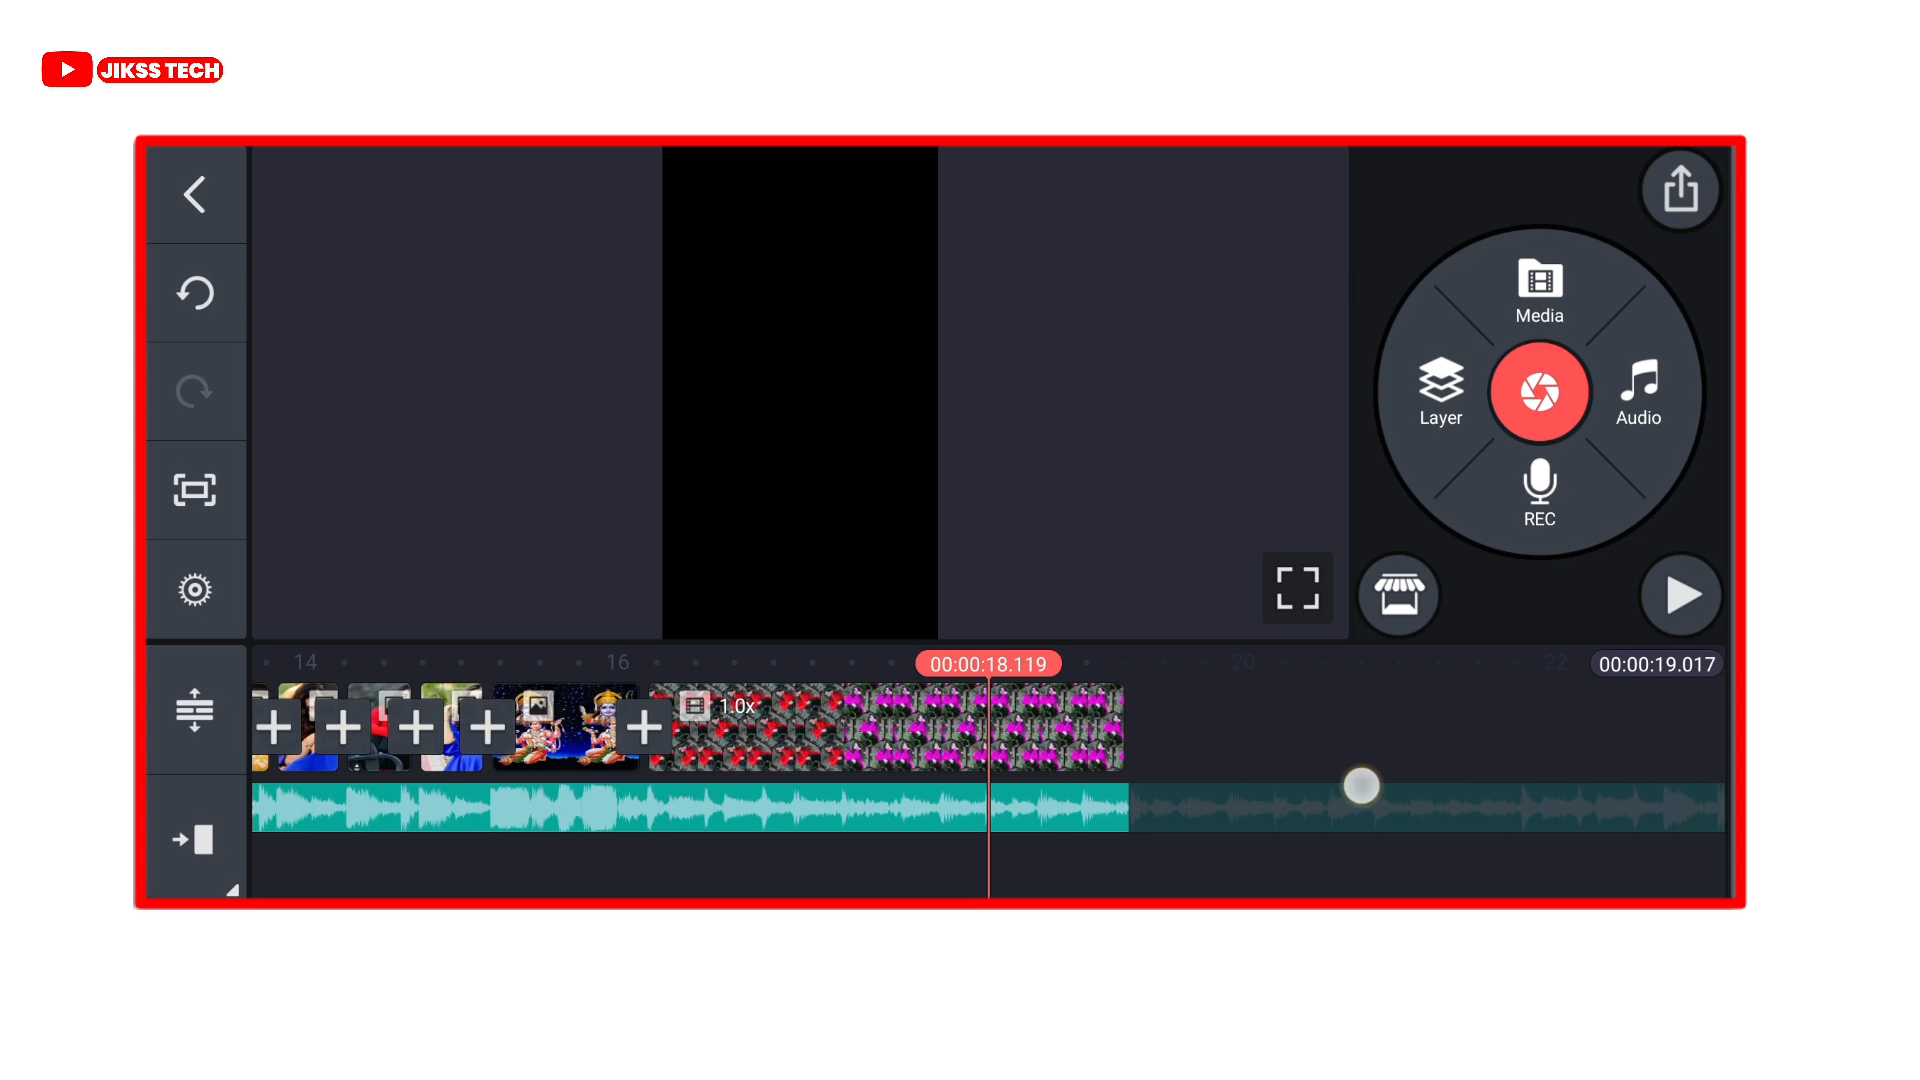 JIKSS TECH
Media
Layer
Audio
REC
14
16
00:00:18.119
20
22
00:00:19.017
1.0x